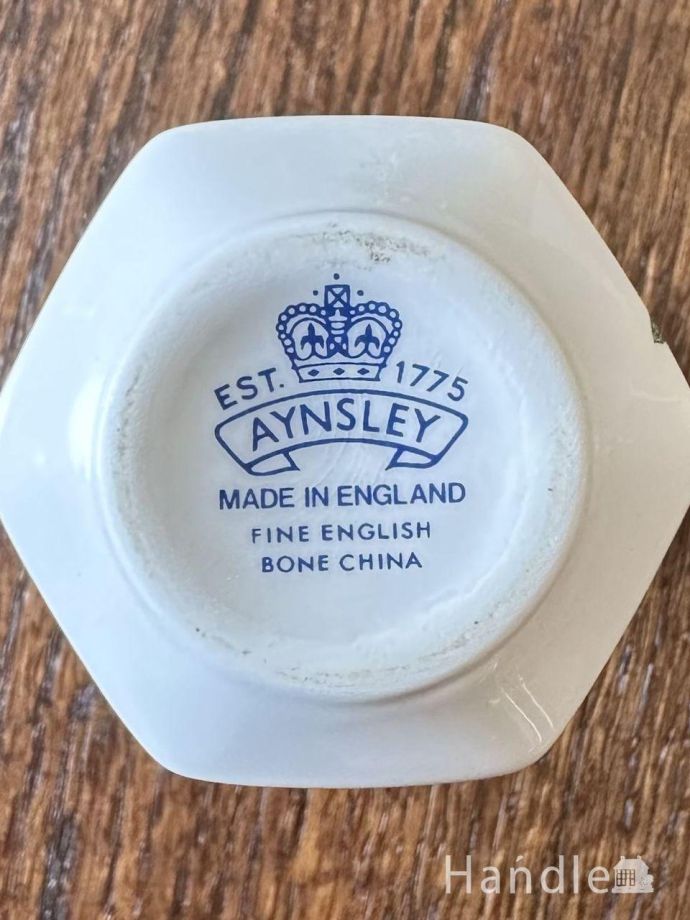 EST. 1775
AYNSLEY
MADE IN ENGLAND
FINE ENGLISH
BONE CHINA
Handle